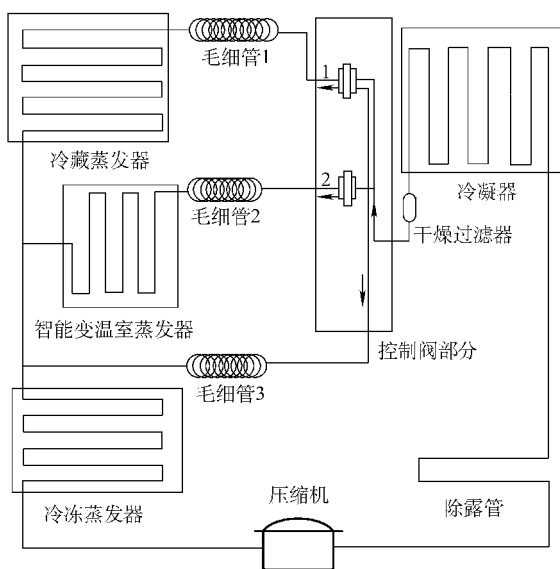 毛细管1
1
冷藏蒸发器
冷凝器
2
毛细管2
干燥过滤器
智能变温室蒸发器
控制阀部分
毛细管3
冷冻蒸发器
压缩机
除露管